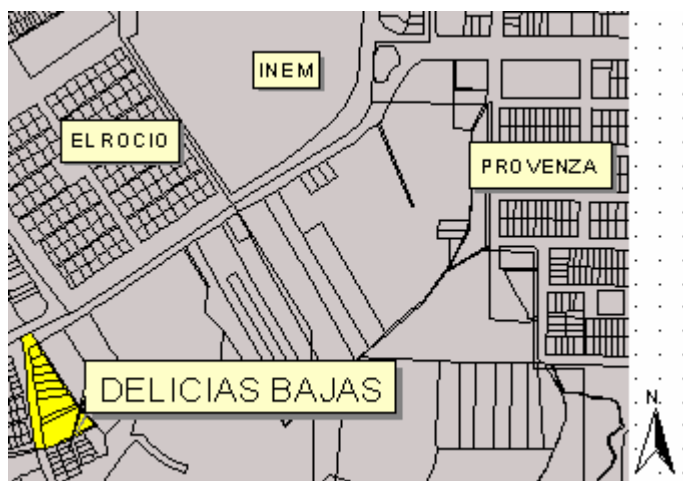 INEM
EL ROCIO
PROVENZA
DELICIAS BAJAS
N